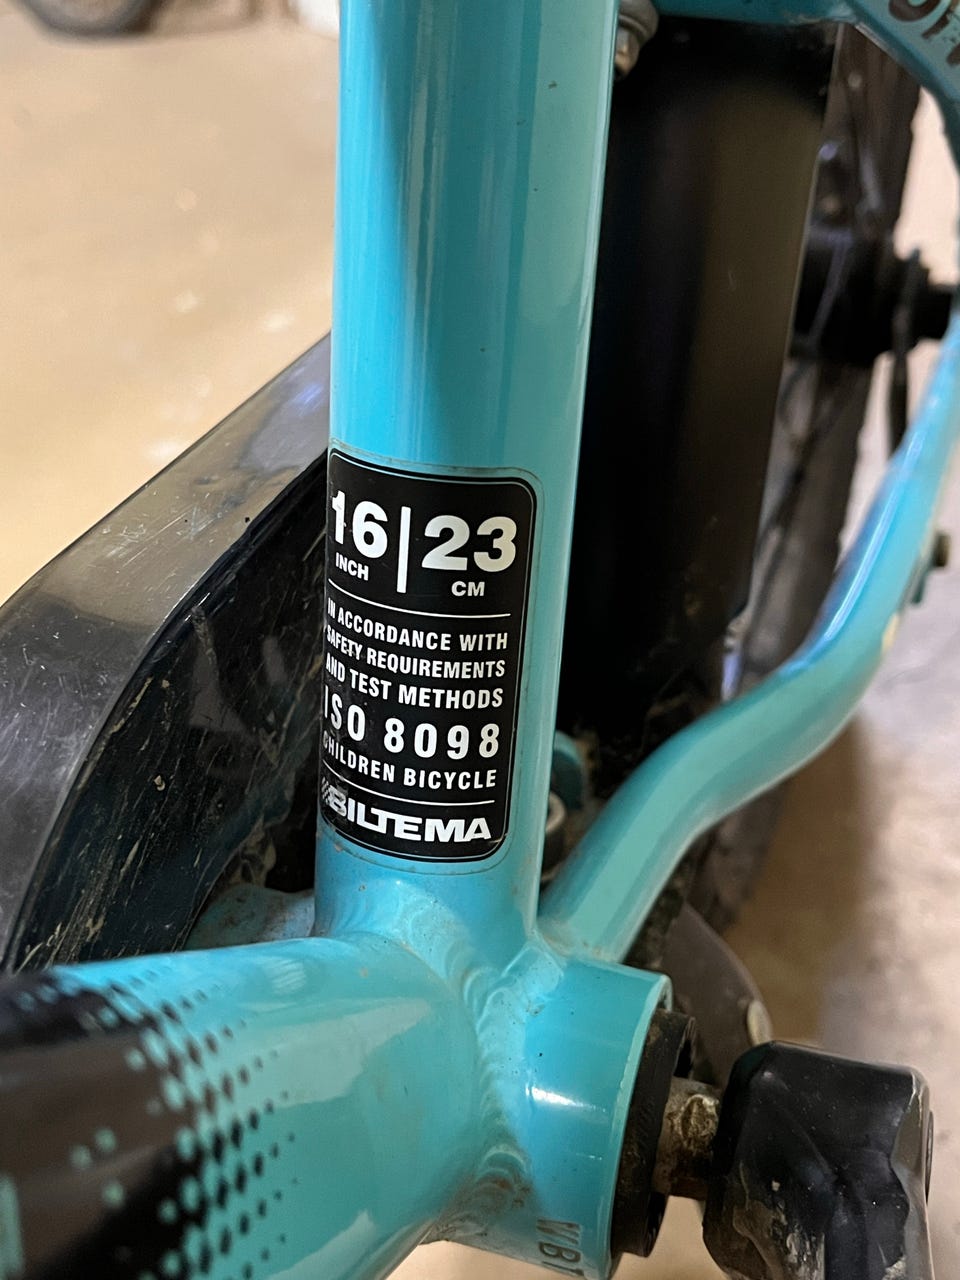 16 | 23
INCH CM
IN ACCORDANCE WITH
SAFETY REQUIREMENTS
AND TEST METHODS
ISO 8098
CHILDREN BICYCLE
BILTEMA